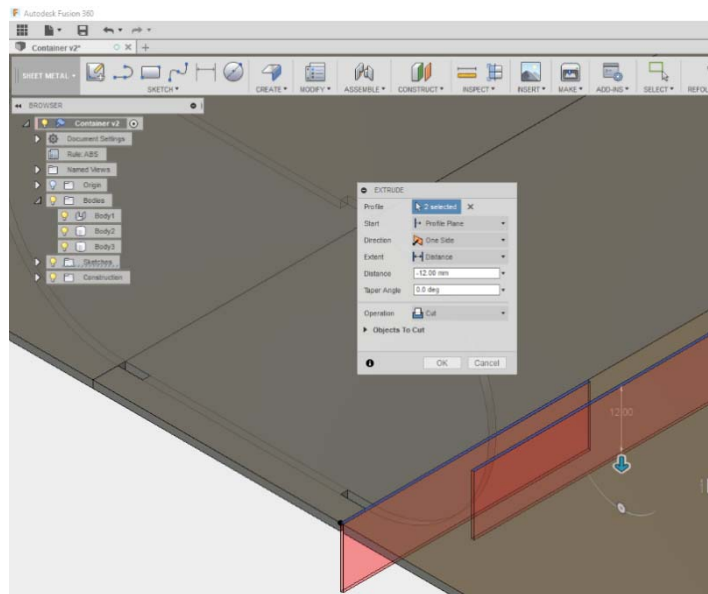 Autodesk Fusion 360
Container v2*
SHEET METAL
SKETCH CREATE MODIFY ASSEMBLE CONSTRUCT INSPECT INSERT MAKE ADD-INS SELECT
BROWSER
Container v2
Document Settings
Rule: ABS
Named Views
Origin
Bodies
Body1
Body2
Body3
Sketches
Construction
EXTRUDE
Profile 2 selected
Start Profile Plane
Direction One Side
Extent Distance
Distance -12.00 mm
Taper Angle 0.0 deg
Operation Cut
Objects To Cut
OK Cancel
12.00